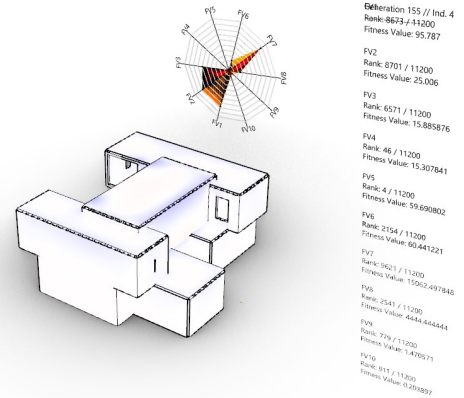 FV5
FV6
FV4
FV7
FV3
FV8
FV2
FV9
FV1
FV10
Generation 155 // Ind. 4
FV1
Rank: 8673 / 11200
Fitness Value: 95.787
FV2
Rank: 8701 / 11200
Fitness Value: 25.006
FV3
Rank: 6571 / 11200
Fitness Value: 15.885876
FV4
Rank: 46 / 11200
Fitness Value: 15.307841
FV5
Rank: 4 / 11200
Fitness Value: 59.690802
FV6
Rank: 2154 / 11200
Fitness Value: 60.441221
FV7
Rank: 9621 / 11200
Fitness Value: 15062.497848
FV8
Rank: 2541 / 11200
Fitness Value: 4444.444444
FV9
Rank: 779 / 11200
Fitness Value: 1.470571
FV10
Rank: 911 / 11200
Fitness Value: 0.203897